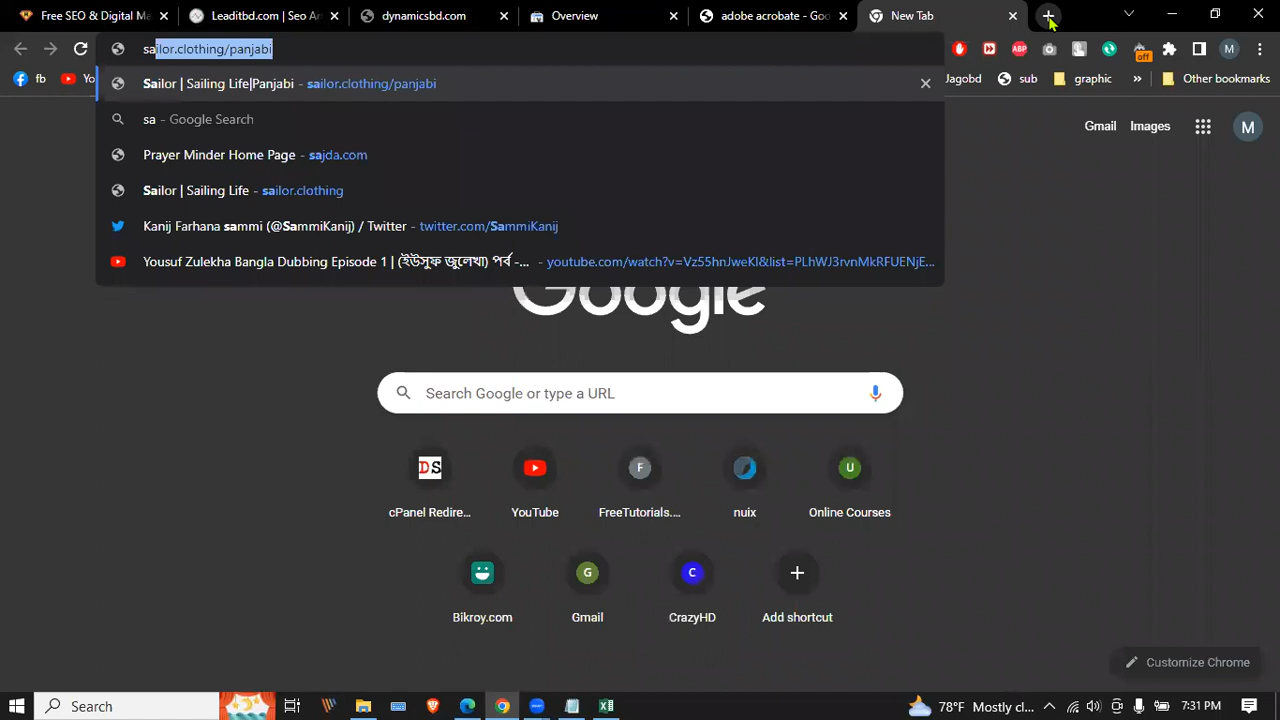 Free SEO & Digital Ma
Leaditbd.com | Seo Ar
dynamicsbd.com
Overview
adobe acrobate - Goo
New Tab
sailor.clothing/panjabi
ABP
off
M
fb
Yo
Jagobd
sub
graphic
Other bookmarks
Sailor | Sailing Life|Panjabi - sailor.clothing/panjabi
sa - Google Search
Prayer Minder Home Page - sajda.com
Sailor | Sailing Life - sailor.clothing
Kanij Farhana sammi (@SammiKanij) / Twitter - twitter.com/SammiKanij
Yousuf Zulekha Bangla Dubbing Episode 1 | (ইউসুফ জুলেখা) পর্ব -... - youtube.com/watch?v=Vz55hnJweKI&list=PLhWJ3rvnMkRFUENjE...
Gmail
Images
M
Google
Search Google or type a URL
DS
F
U
cPanel Redire...
YouTube
FreeTutorials....
nuix
Online Courses
G
C
Bikroy.com
Gmail
CrazyHD
Add shortcut
Customize Chrome
Search
78°F Mostly cl...
7:31 PM